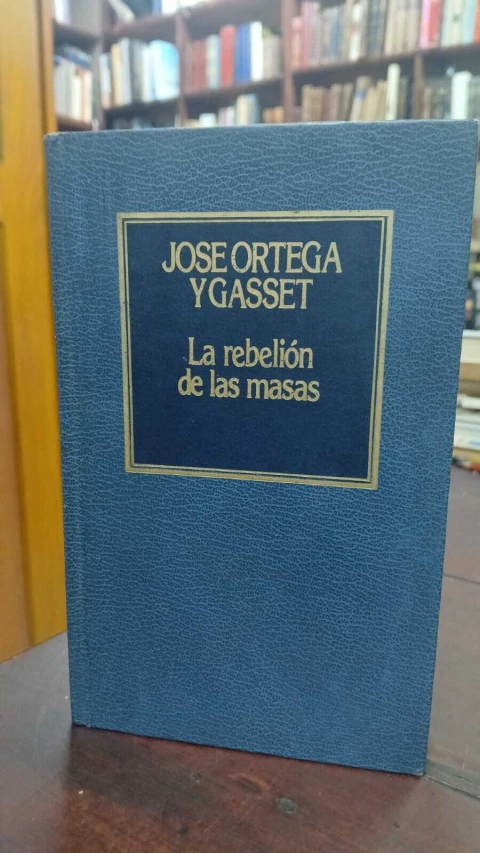 JOSE ORTEGA
Y GASSET
La rebelión
de las masas